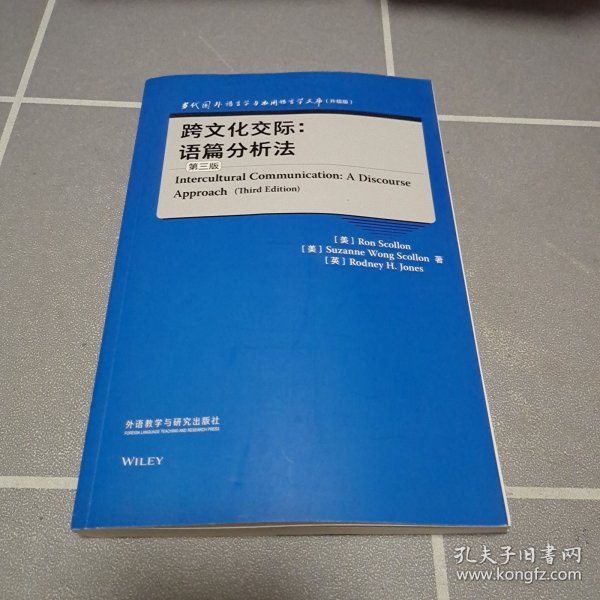 当代国外语言学与应用语言学文库(升级版)
跨文化交际:
语篇分析法
第三版
Intercultural Communication: A Discourse
Approach (Third Edition)
[美] Ron Scollon
[美] Suzanne Wong Scollon 著
[英] Rodney H. Jones
外语教学与研究出版社
FOREIGN LANGUAGE TEACHING AND RESEARCH PRESS
WILEY
孔夫子旧书网
www.kongfz.com